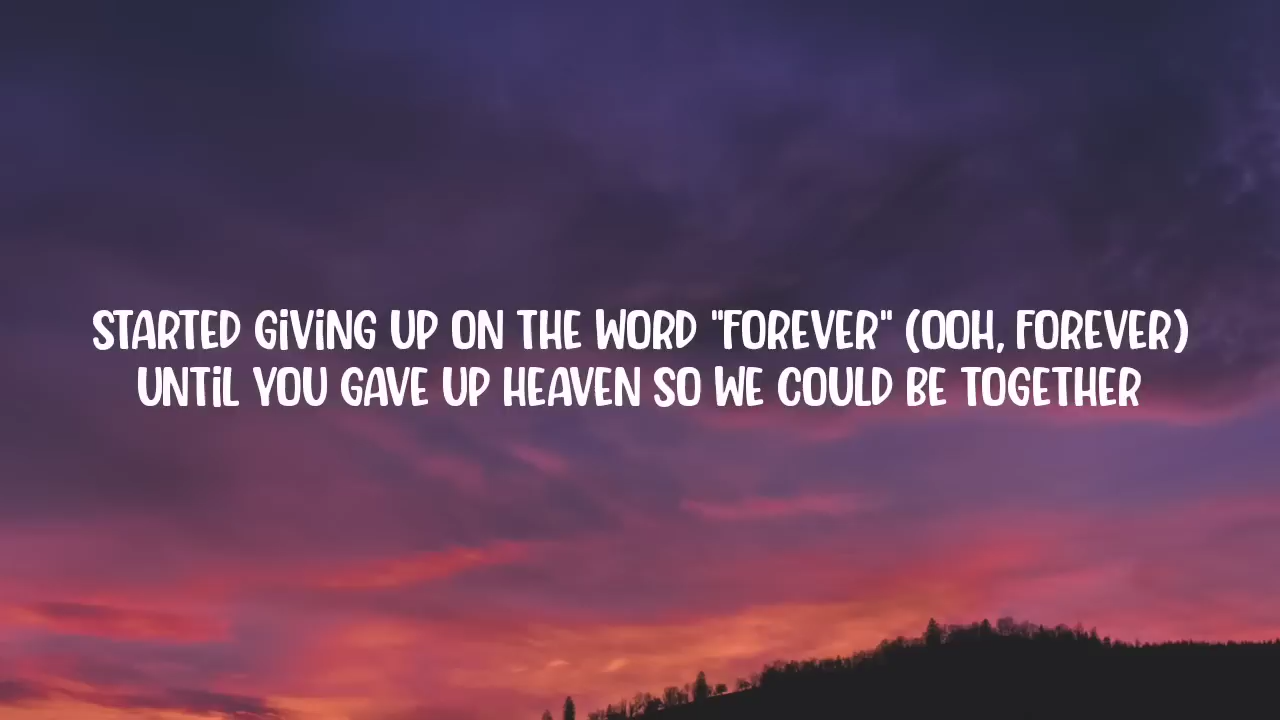 STARTED GiViNG UP ON THE WORD "FOREVER" (OOH, FOREVER)
UNTiL YOU GAVE UP HEAVEN SO WE COULD BE TOGETHER